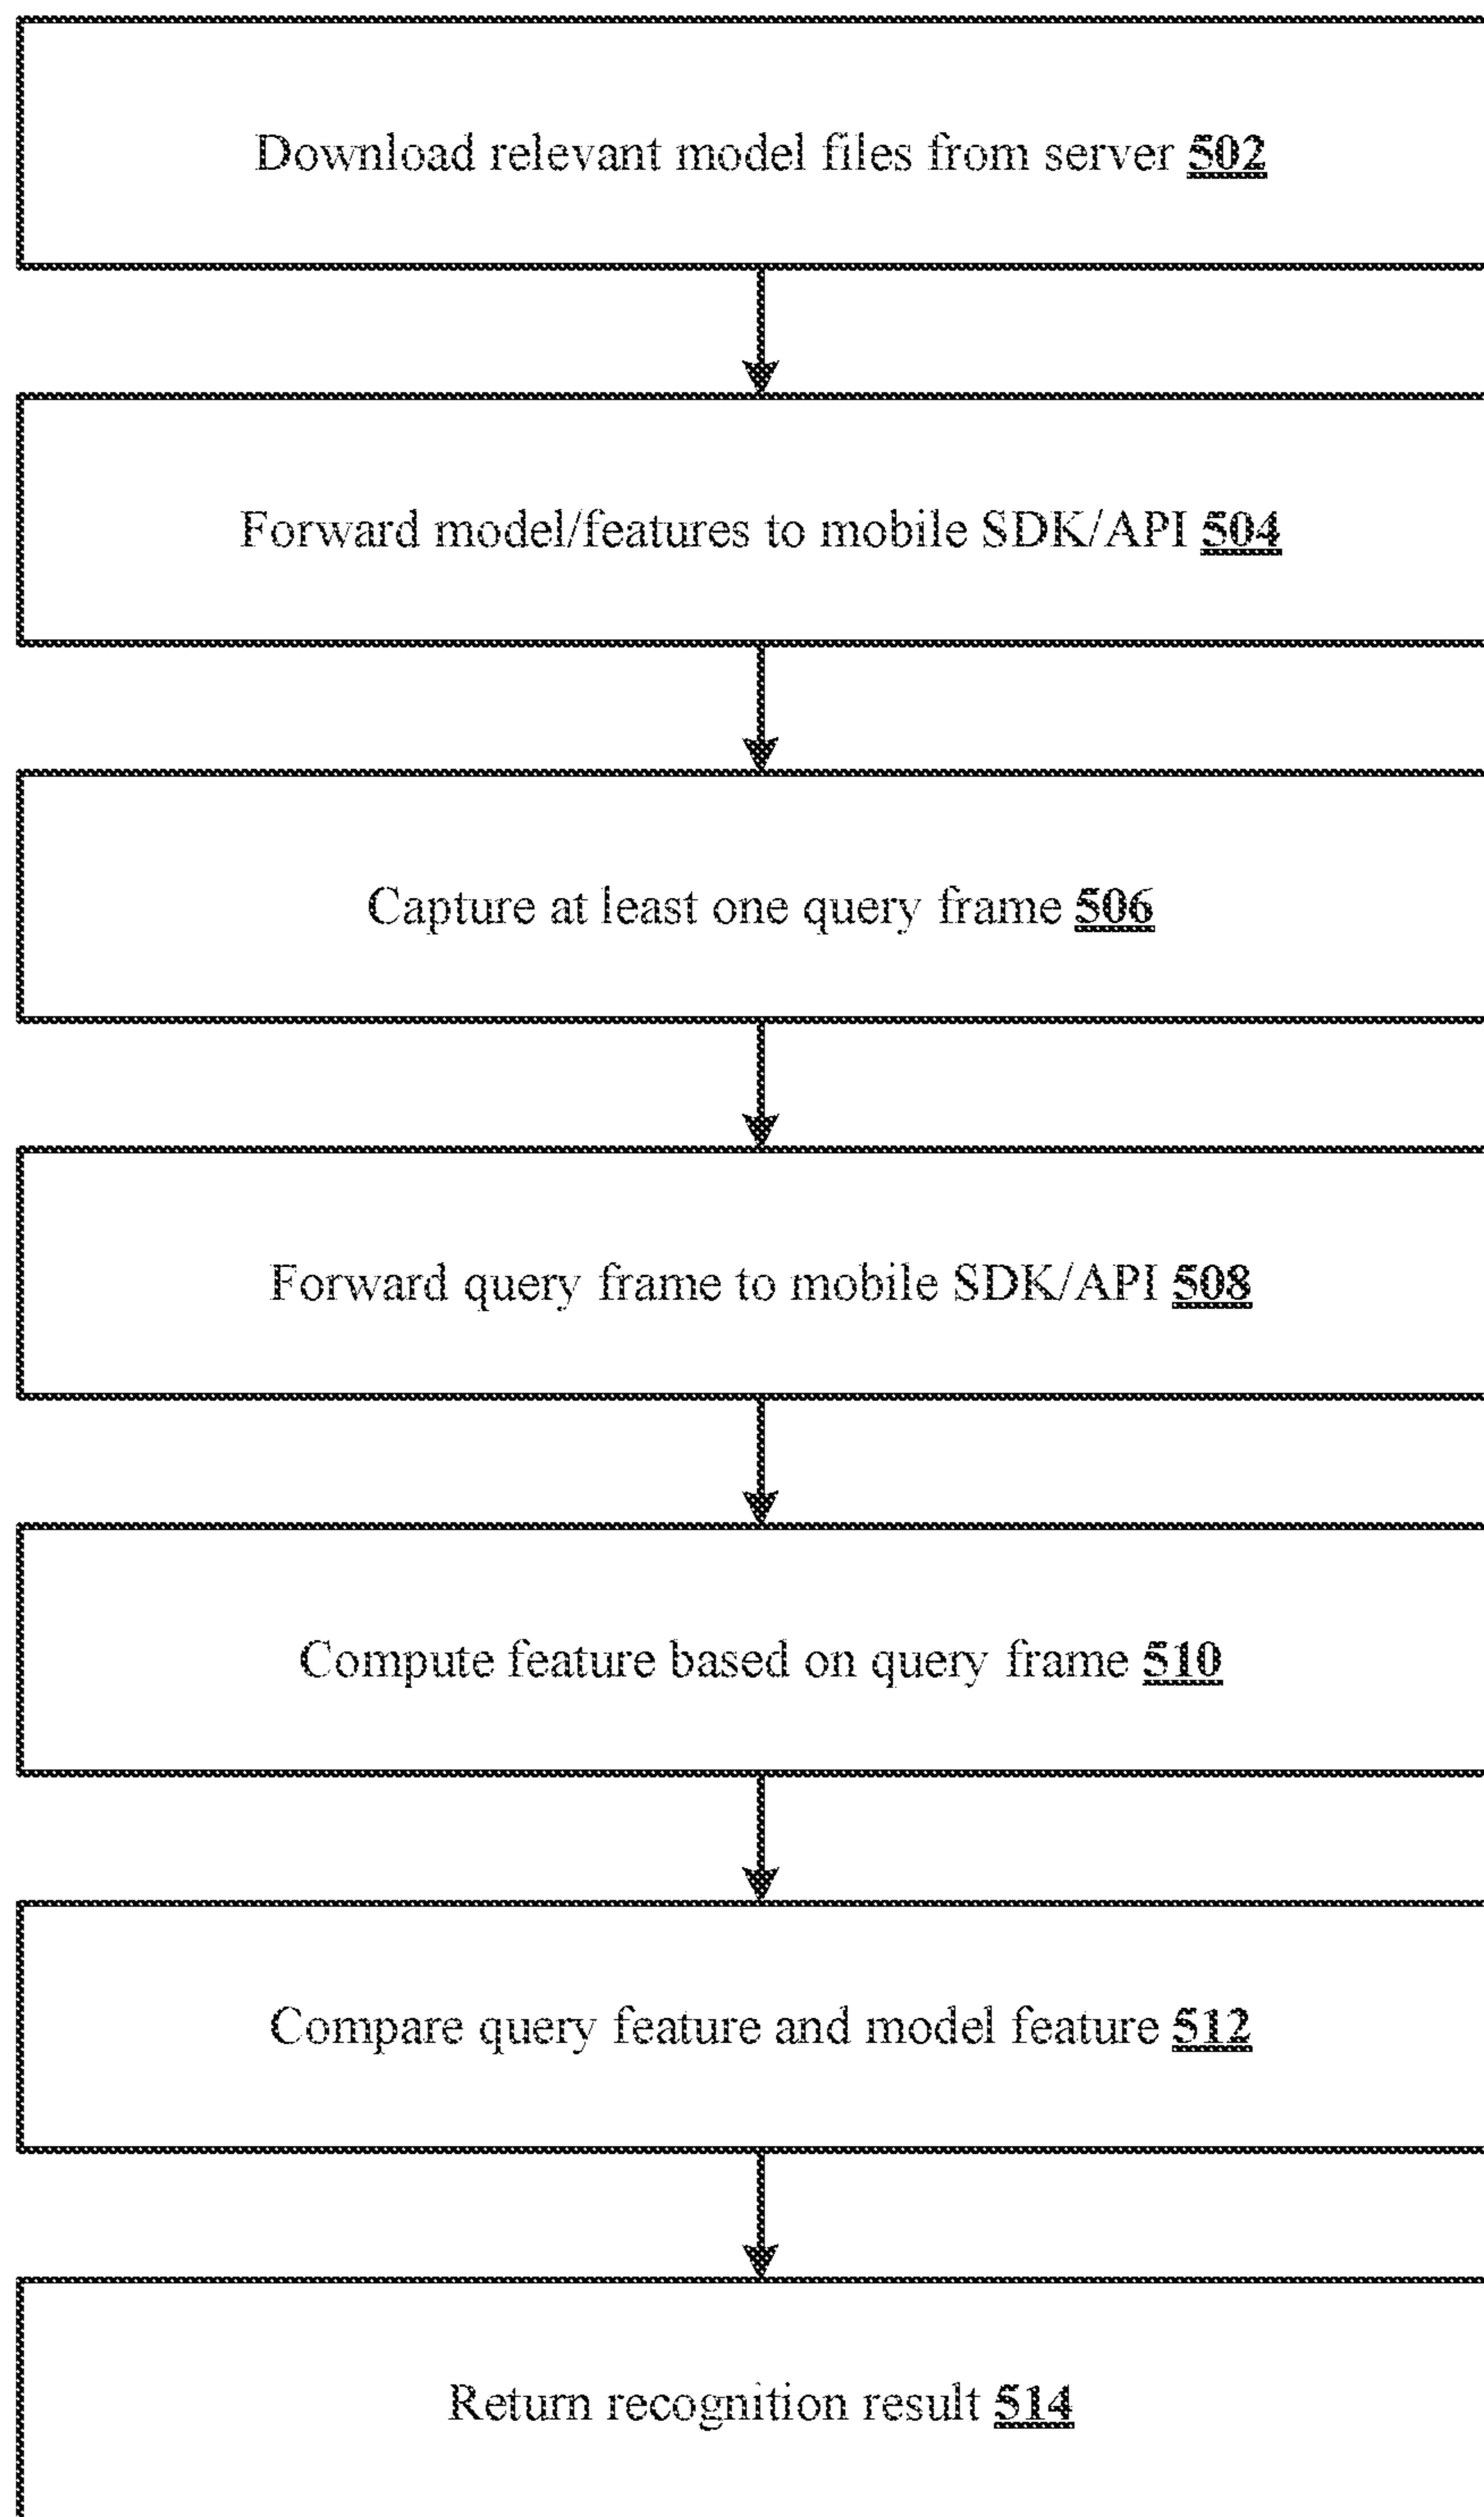 Download relevant model files from server 502
Forward model/features to mobile SDK/API 504
Capture at least one query frame 506
Forward query frame to mobile SDK/API 508
Compute feature based on query frame 510
Compare query feature and model feature 512
Return recognition result 514